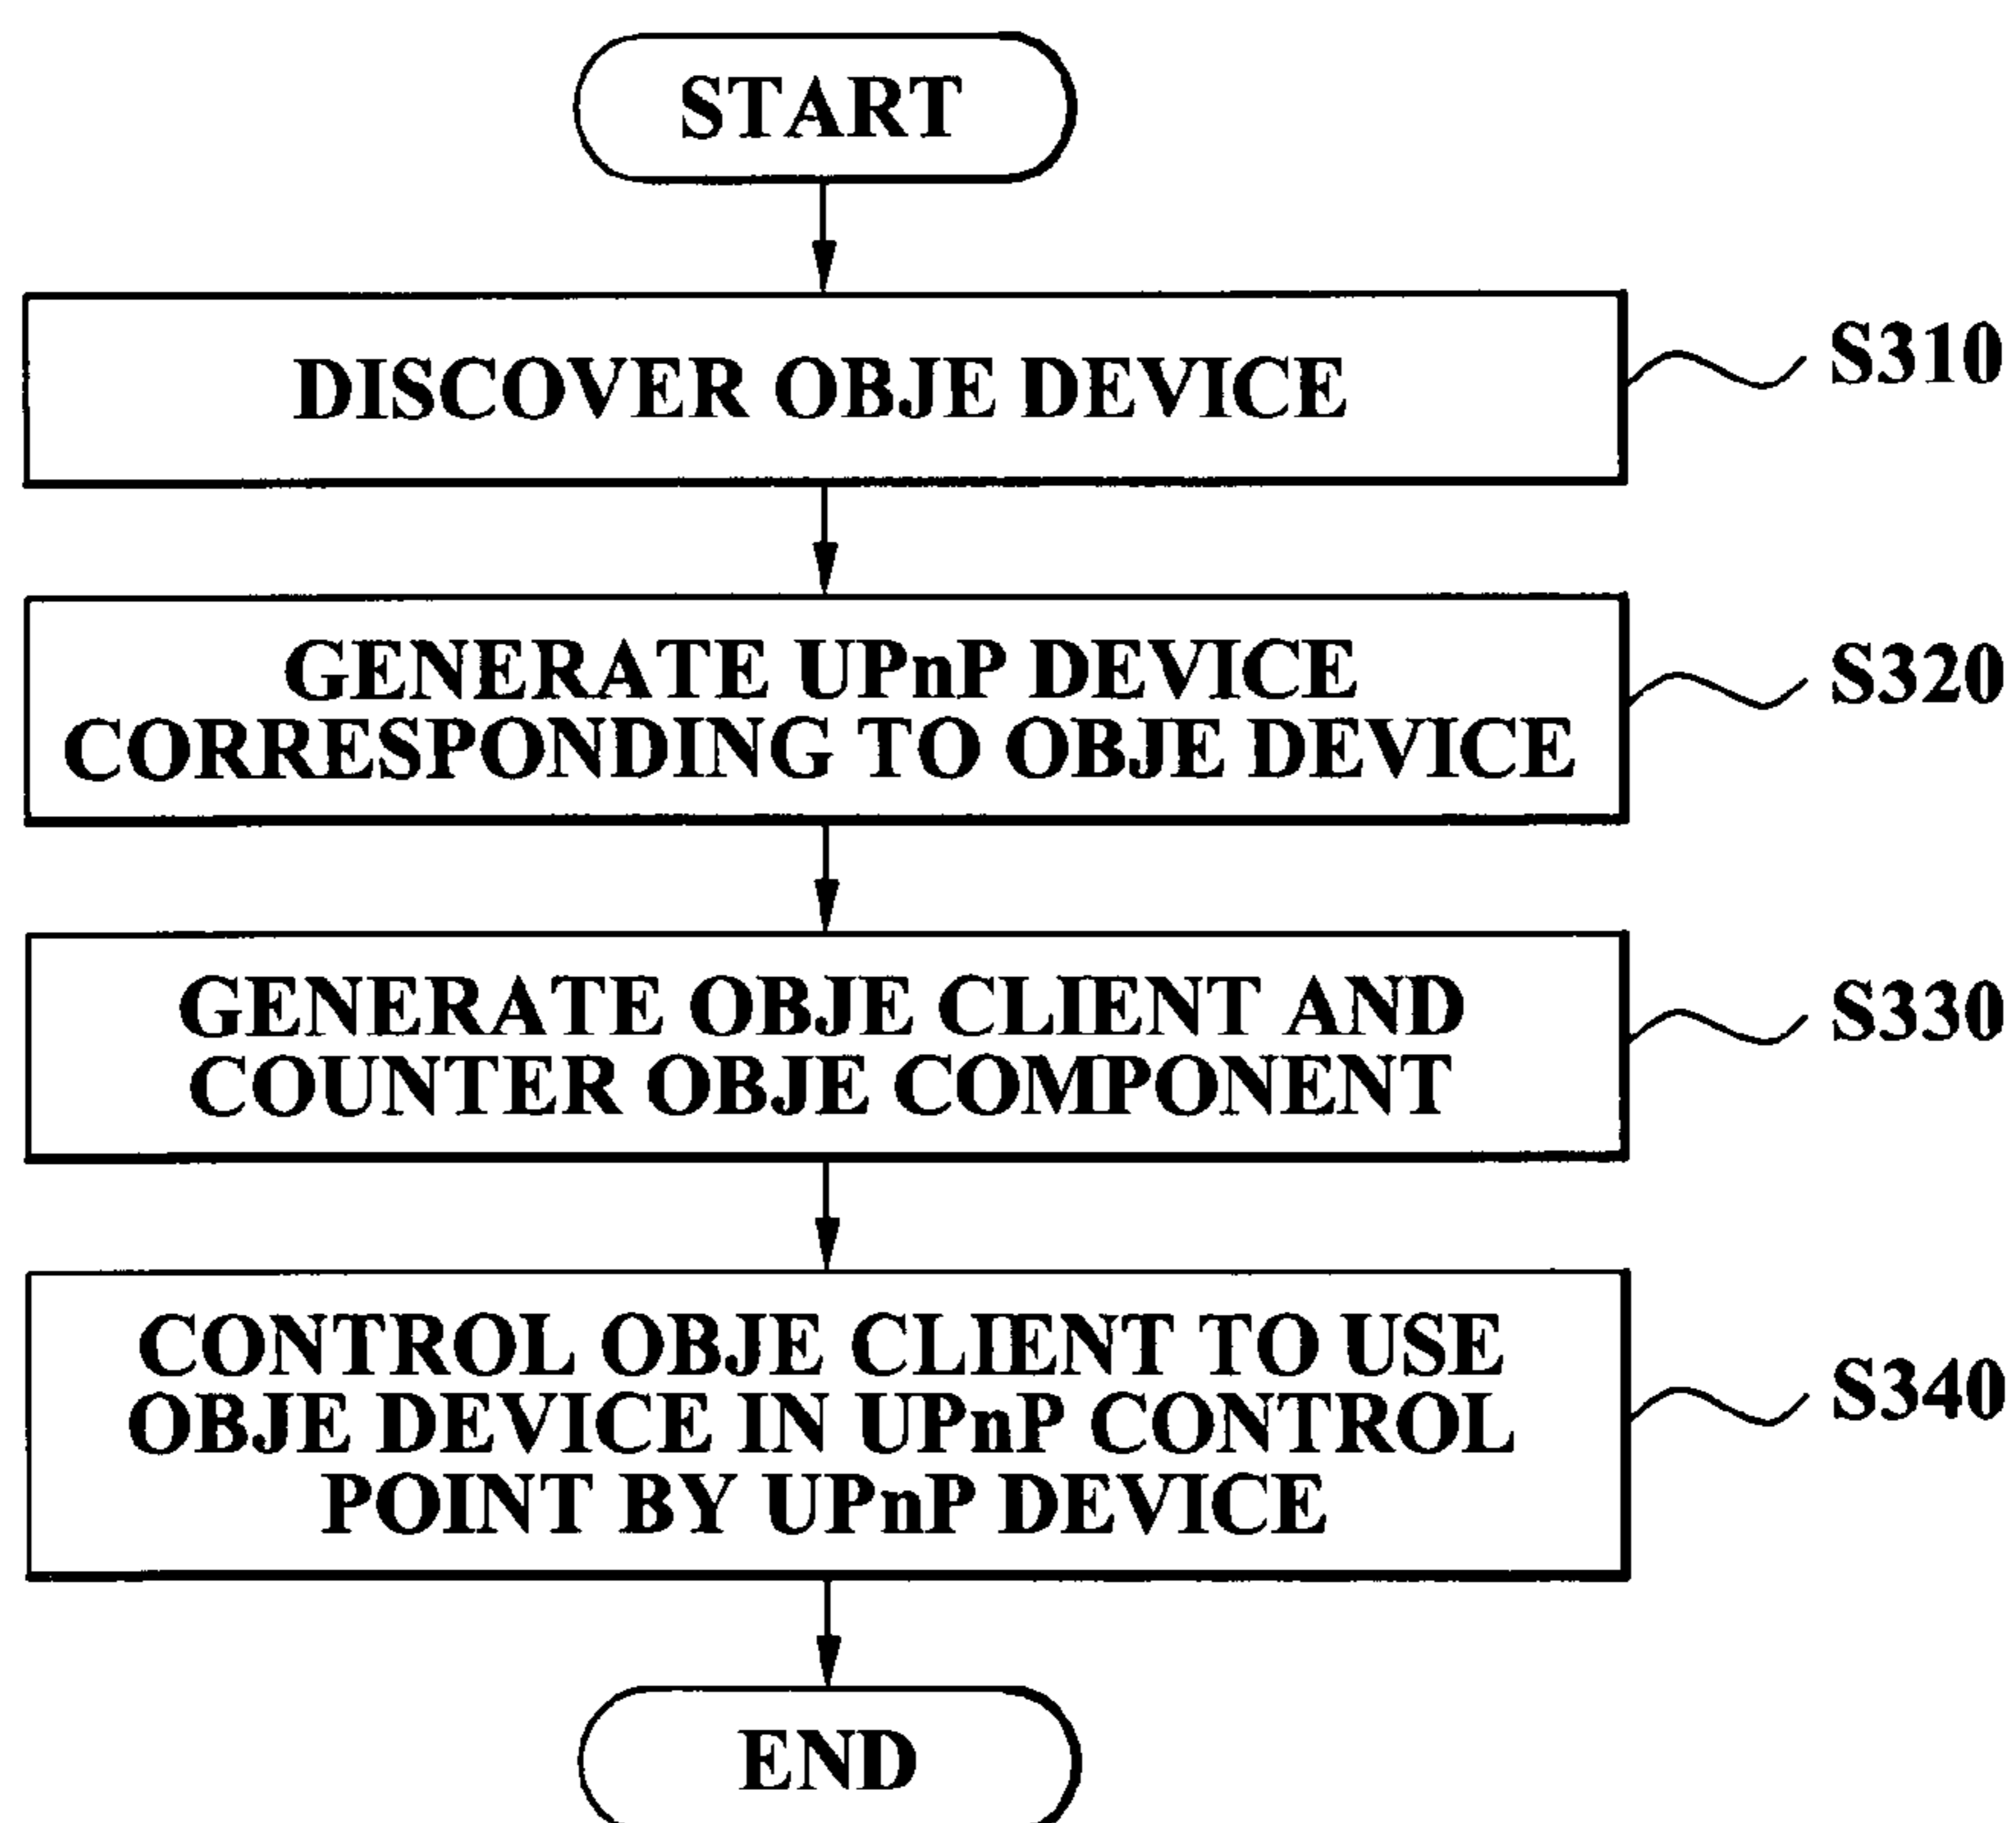 START
DISCOVER OBJE DEVICE
S310
GENERATE UPnP DEVICE
CORRESPONDING TO OBJE DEVICE
S320
GENERATE OBJE CLIENT AND
COUNTER OBJE COMPONENT
S330
CONTROL OBJE CLIENT TO USE
OBJE DEVICE IN UPnP CONTROL
POINT BY UPnP DEVICE
S340
END